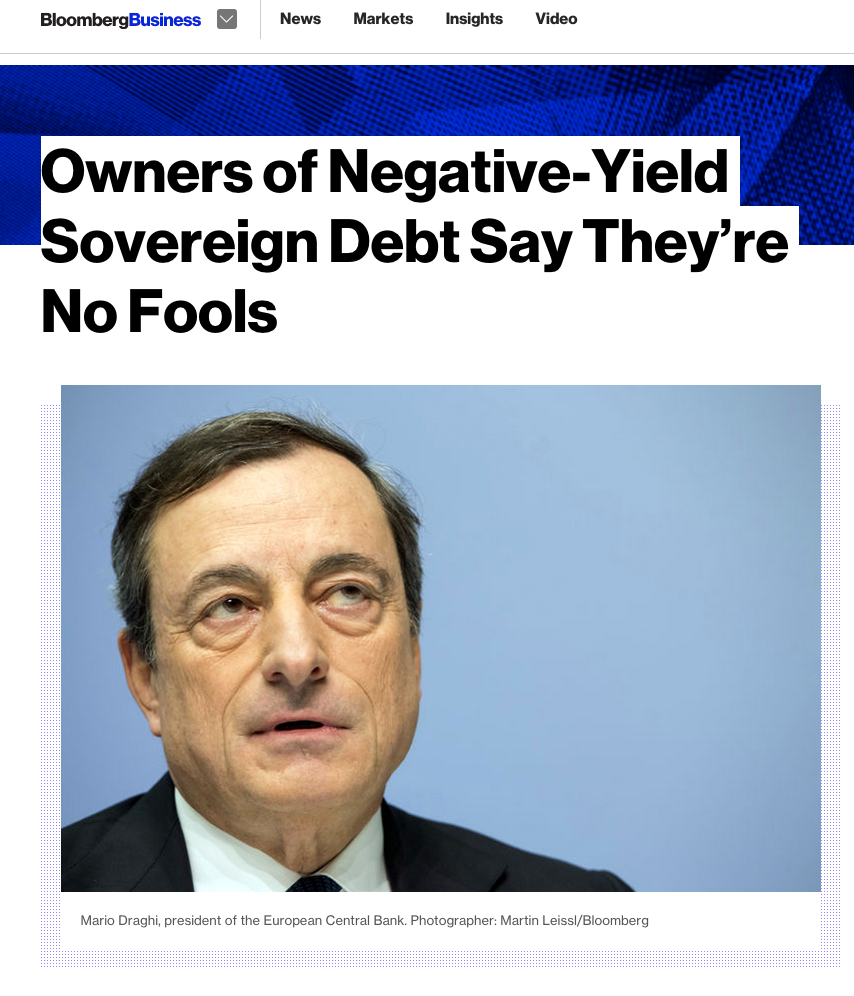 BloombergBusiness News Markets Insights Video
Owners of Negative-Yield
Sovereign Debt Say They’re
No Fools
Mario Draghi, president of the European Central Bank. Photographer: Martin Leissl/Bloomberg